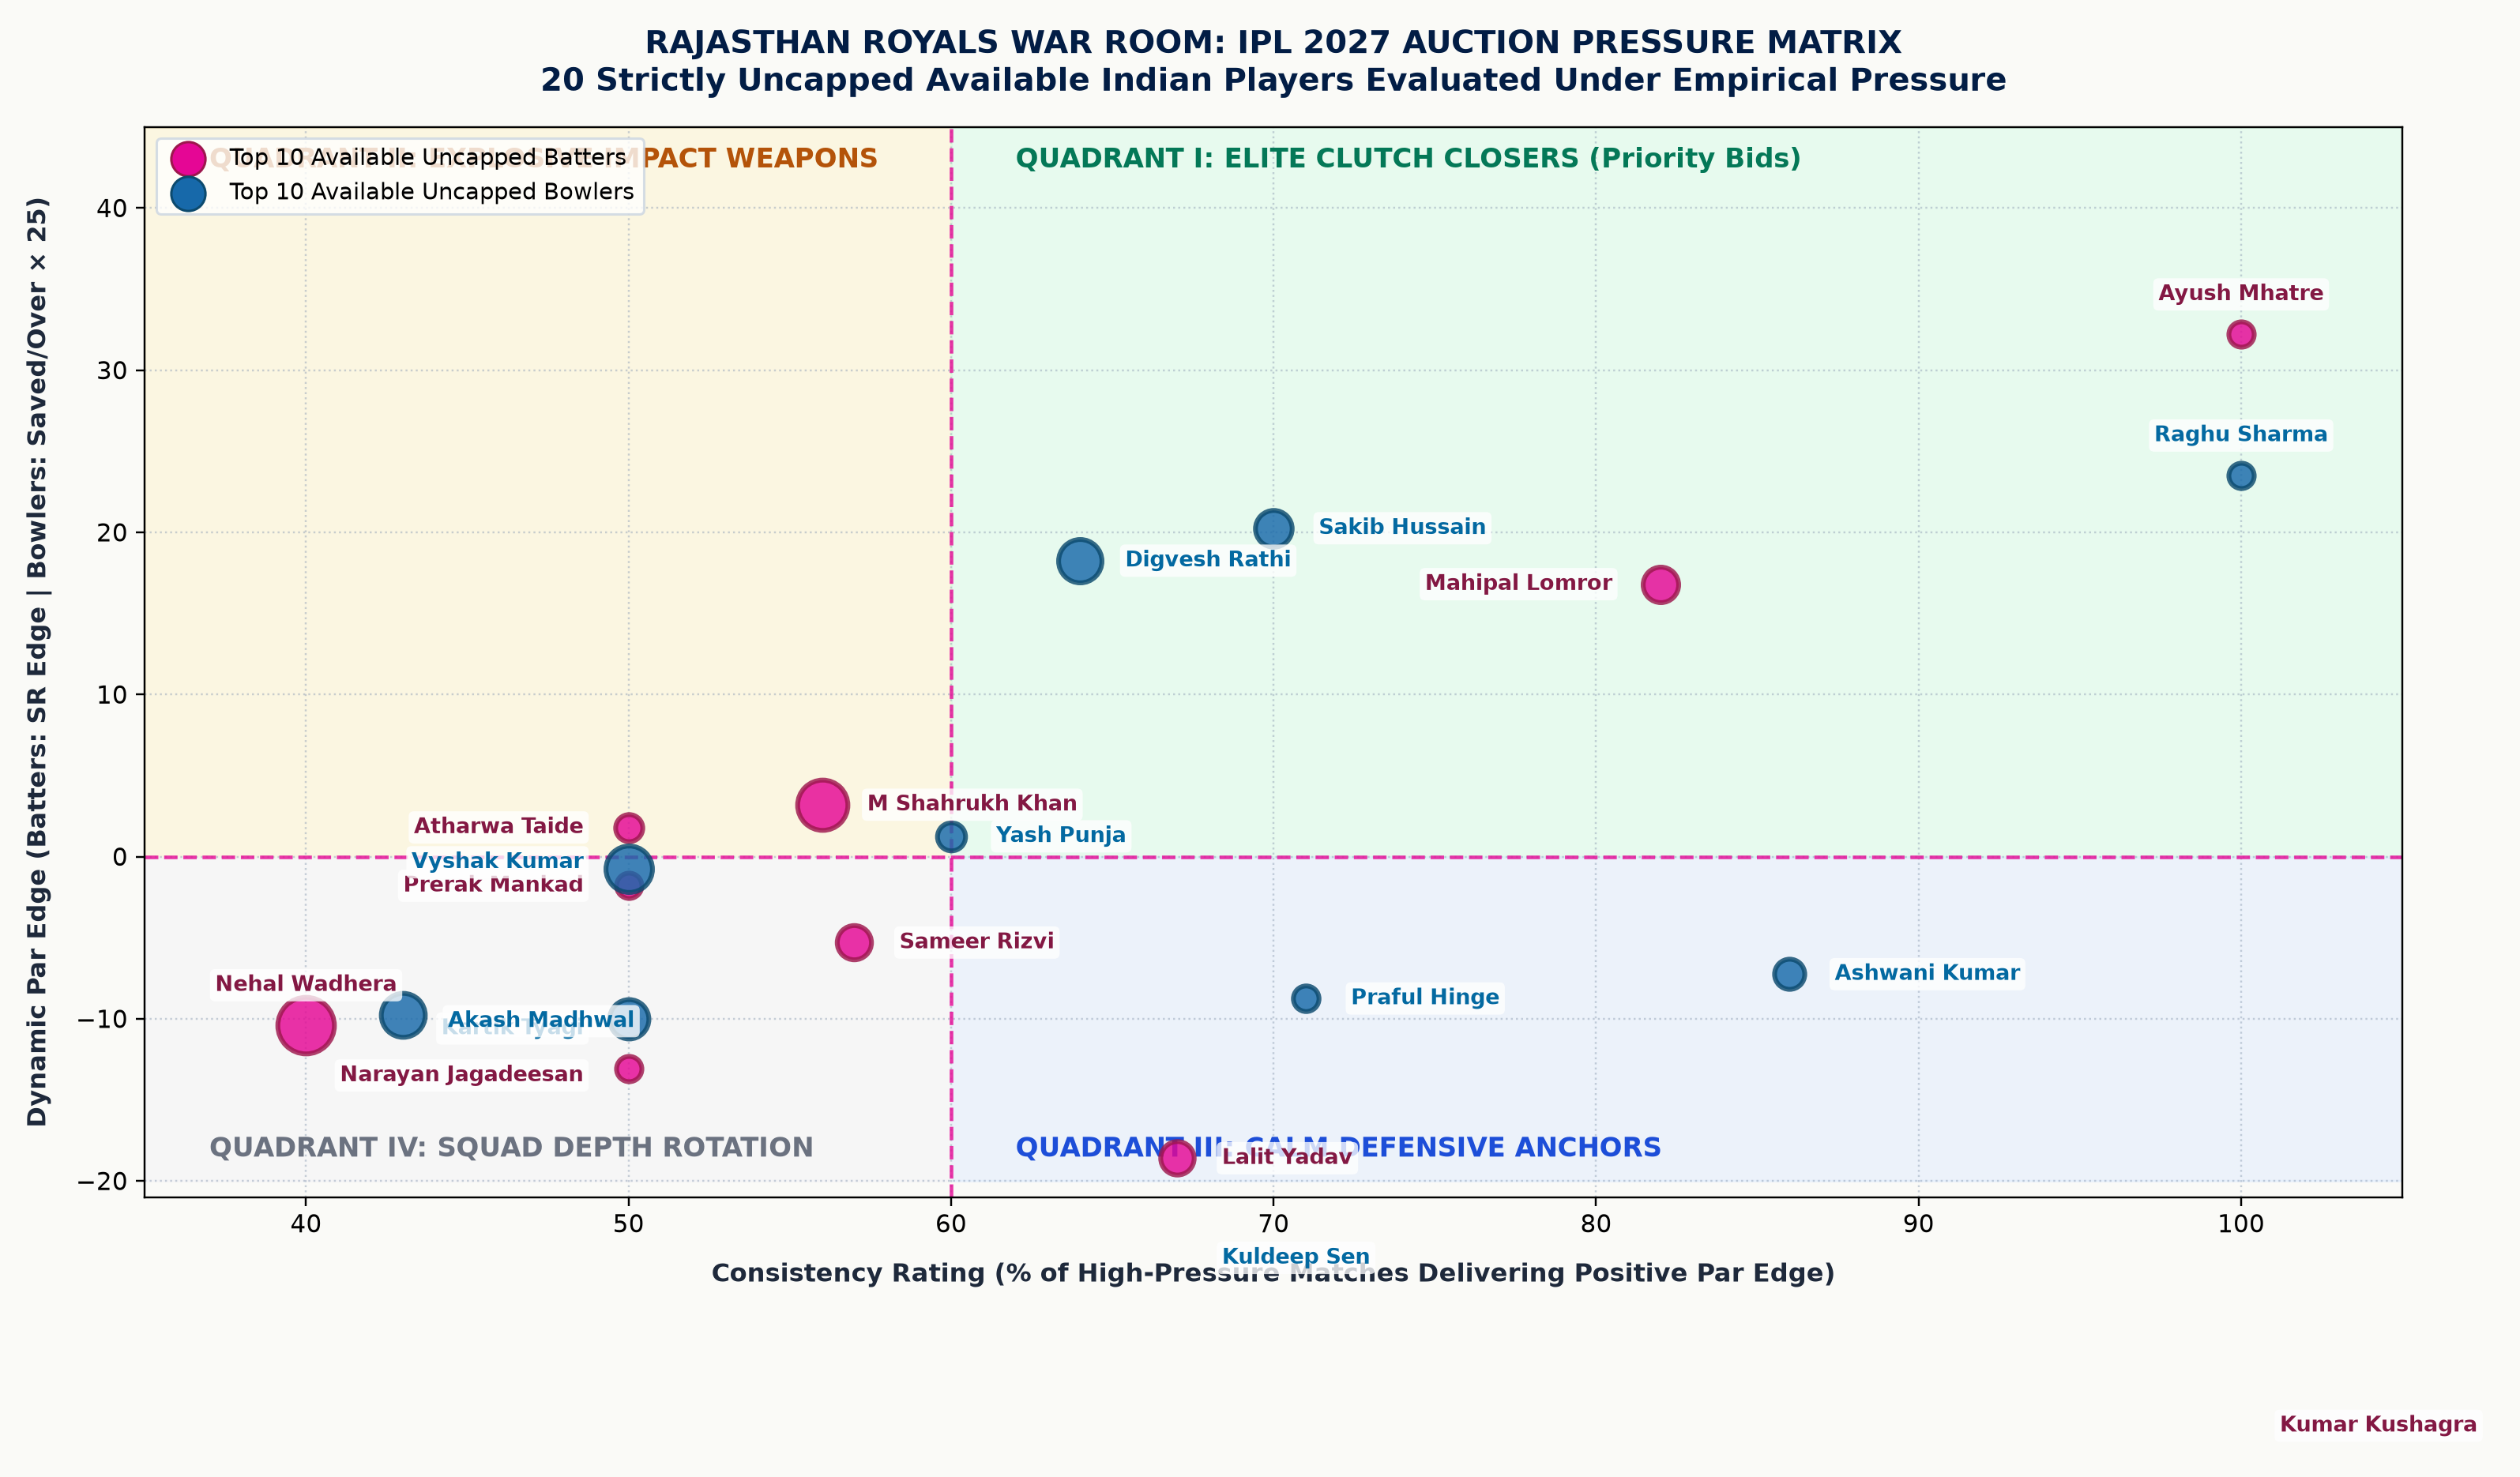 RAJASTHAN ROYALS WAR ROOM: IPL 2027 AUCTION PRESSURE MATRIX
20 Strictly Uncapped Available Indian Players Evaluated Under Empirical Pressure
Top 10 Available Uncapped Batters
Top 10 Available Uncapped Bowlers
IMPACT WEAPONS
QUADRANT I: ELITE CLUTCH CLOSERS (Priority Bids)
Dynamic Par Edge (Batters: SR Edge | Bowlers: Saved/Over × 25)
40
30
20
10
0
−10
−20
Ayush Mhatre
Raghu Sharma
Sakib Hussain
Digvesh Rathi
Mahipal Lomror
M Shahrukh Khan
Atharwa Taide
Yash Punja
Vyshak Kumar
Prerak Mankad
Sameer Rizvi
Nehal Wadhera
Ashwani Kumar
Praful Hinge
Akash Madhwal
Kartik Tyagi
Narayan Jagadeesan
QUADRANT IV: SQUAD DEPTH ROTATION
QUADRANT III: CALM DEFENSIVE ANCHORS
Lalit Yadav
40
50
60
70
80
90
100
Kuldeep Sen
Consistency Rating (% of High-Pressure Matches Delivering Positive Par Edge)
Kumar Kushagra